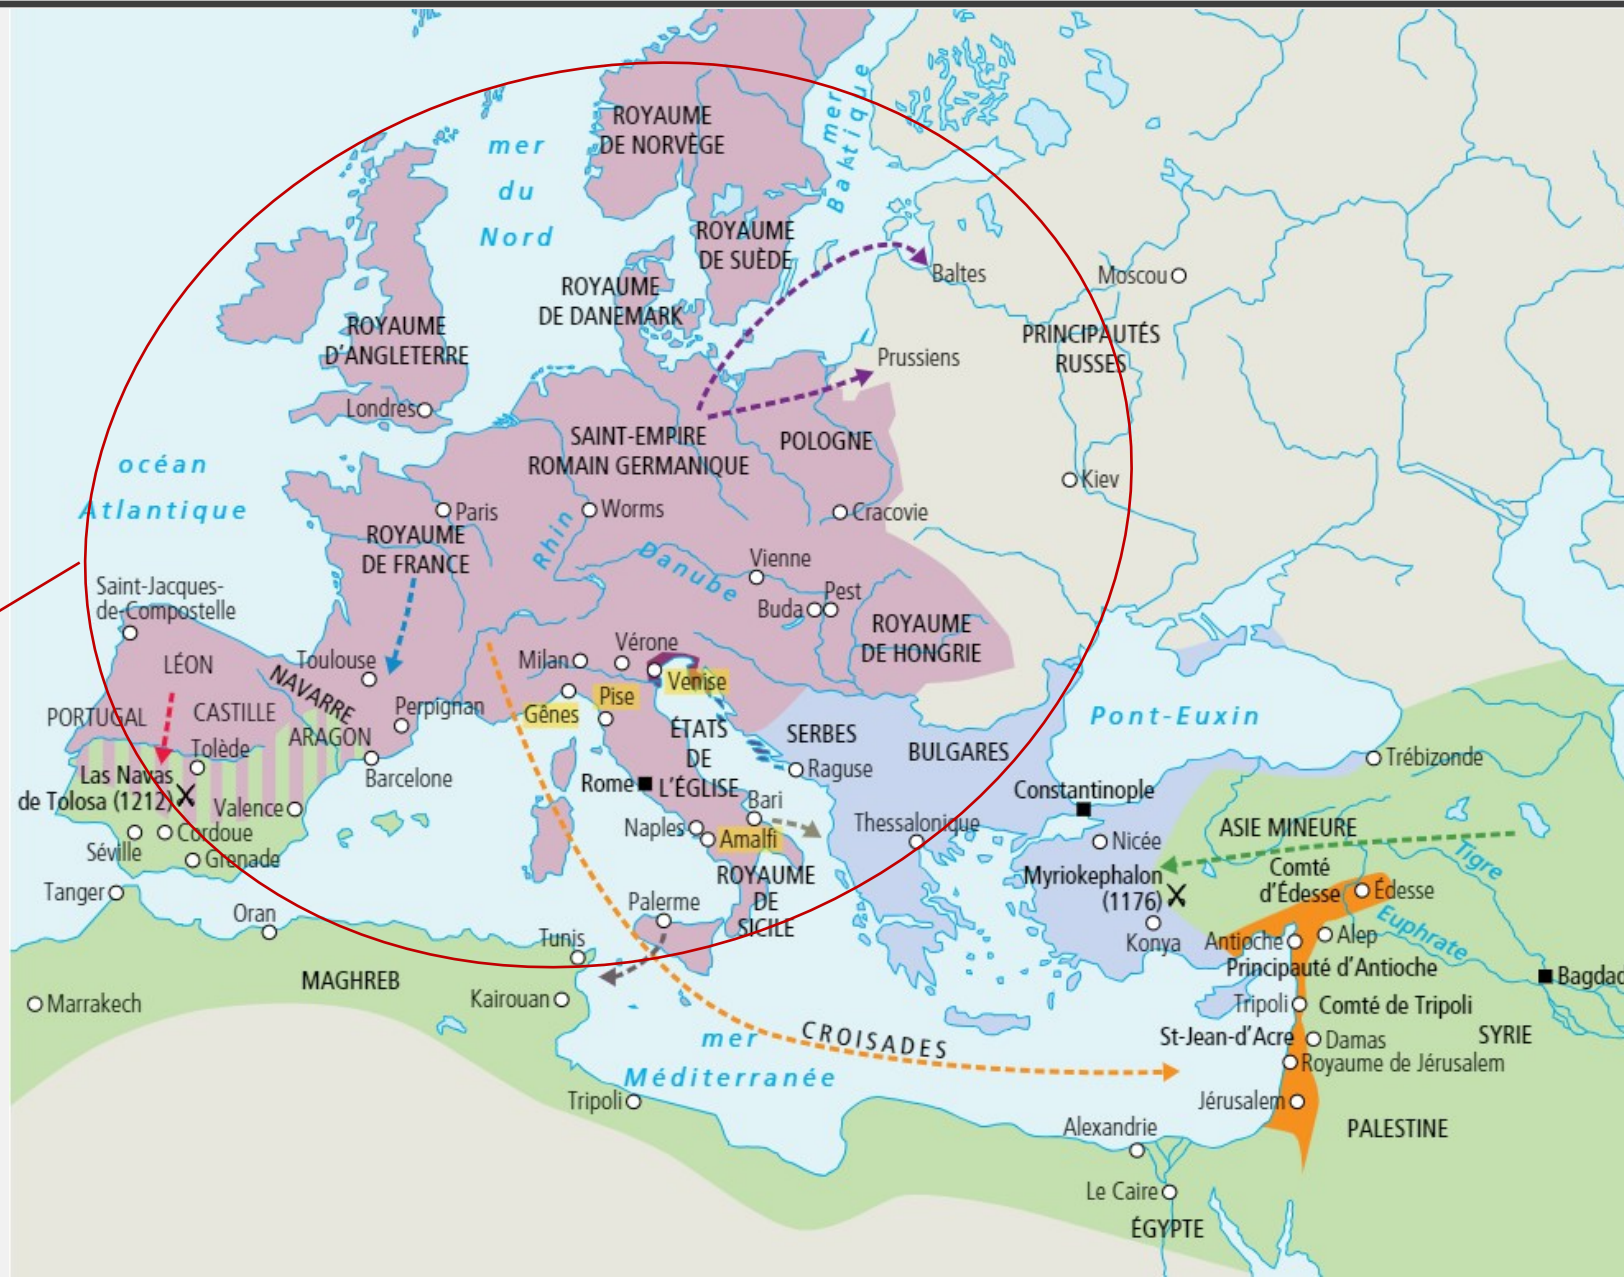 ROYAUME
DE NORVÈGE
mer
Baltique
mer
du
Nord
ROYAUME
DE SUÈDE
Baltes
Moscou
ROYAUME
DE DANEMARK
ROYAUME
D'ANGLETERRE
PRINCIPAUTÉS
RUSSES
Prussiens
Londres
SAINT-EMPIRE
ROMAIN GERMANIQUE
POLOGNE
océan
Atlantique
Kiev
Paris
Worms
Cracovie
ROYAUME
DE FRANCE
Rhin
Danube
Vienne
Saint-Jacques-
de-Compostelle
Buda
Pest
ROYAUME
DE HONGRIE
LÉON
Toulouse
Milan
Vérone
Venise
NAVARRE
Perpignan
Gênes
Pise
PORTUGAL
CASTILLE
ARAGON
Pont-Euxin
ÉTATS
DE
L'ÉGLISE
SERBES
BULGARES
Tolède
Barcelone
Raguse
Trébizonde
Las Navas
de Tolosa (1212)
Valence
Rome
Bari
Constantinople
Séville
Cordoue
Grenade
Naples
Amalfi
Thessalonique
Nicée
ASIE MINEURE
Tigre
Myriokephalon
(1176)
Comté
d'Édesse
Édesse
Tanger
Oran
ROYAUME
DE
SICILE
Palerme
Konya
Antioche
Alep
Euphrate
Tunis
Principauté d'Antioche
Bagdad
MAGHREB
Marrakech
Kairouan
Tripoli
Comté de Tripoli
CROISADES
mer
Méditerranée
St-Jean-d'Acre
Damas
SYRIE
Royaume de Jérusalem
Tripoli
Jérusalem
Alexandrie
PALESTINE
Le Caire
ÉGYPTE